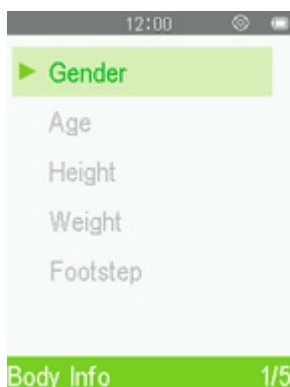 12:00
Gender
Age
Height
Weight
Footstep
Body Info 1/5